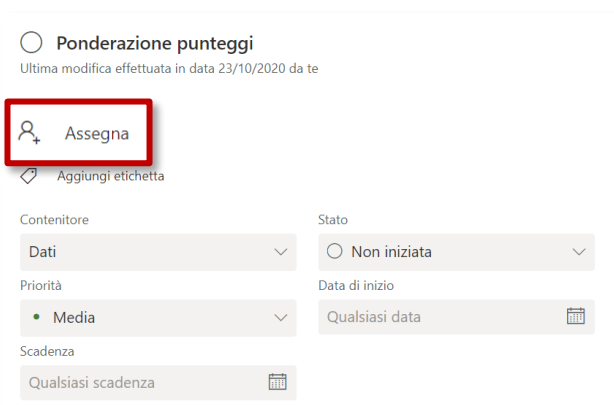 Ponderazione punteggi
Ultima modifica effettuata in data 23/10/2020 da te
Assegna
Aggiungi etichetta
Contenitore Stato
Dati Non iniziata
Priorità Data di inizio
Media Qualsiasi data
Scadenza
Qualsiasi scadenza